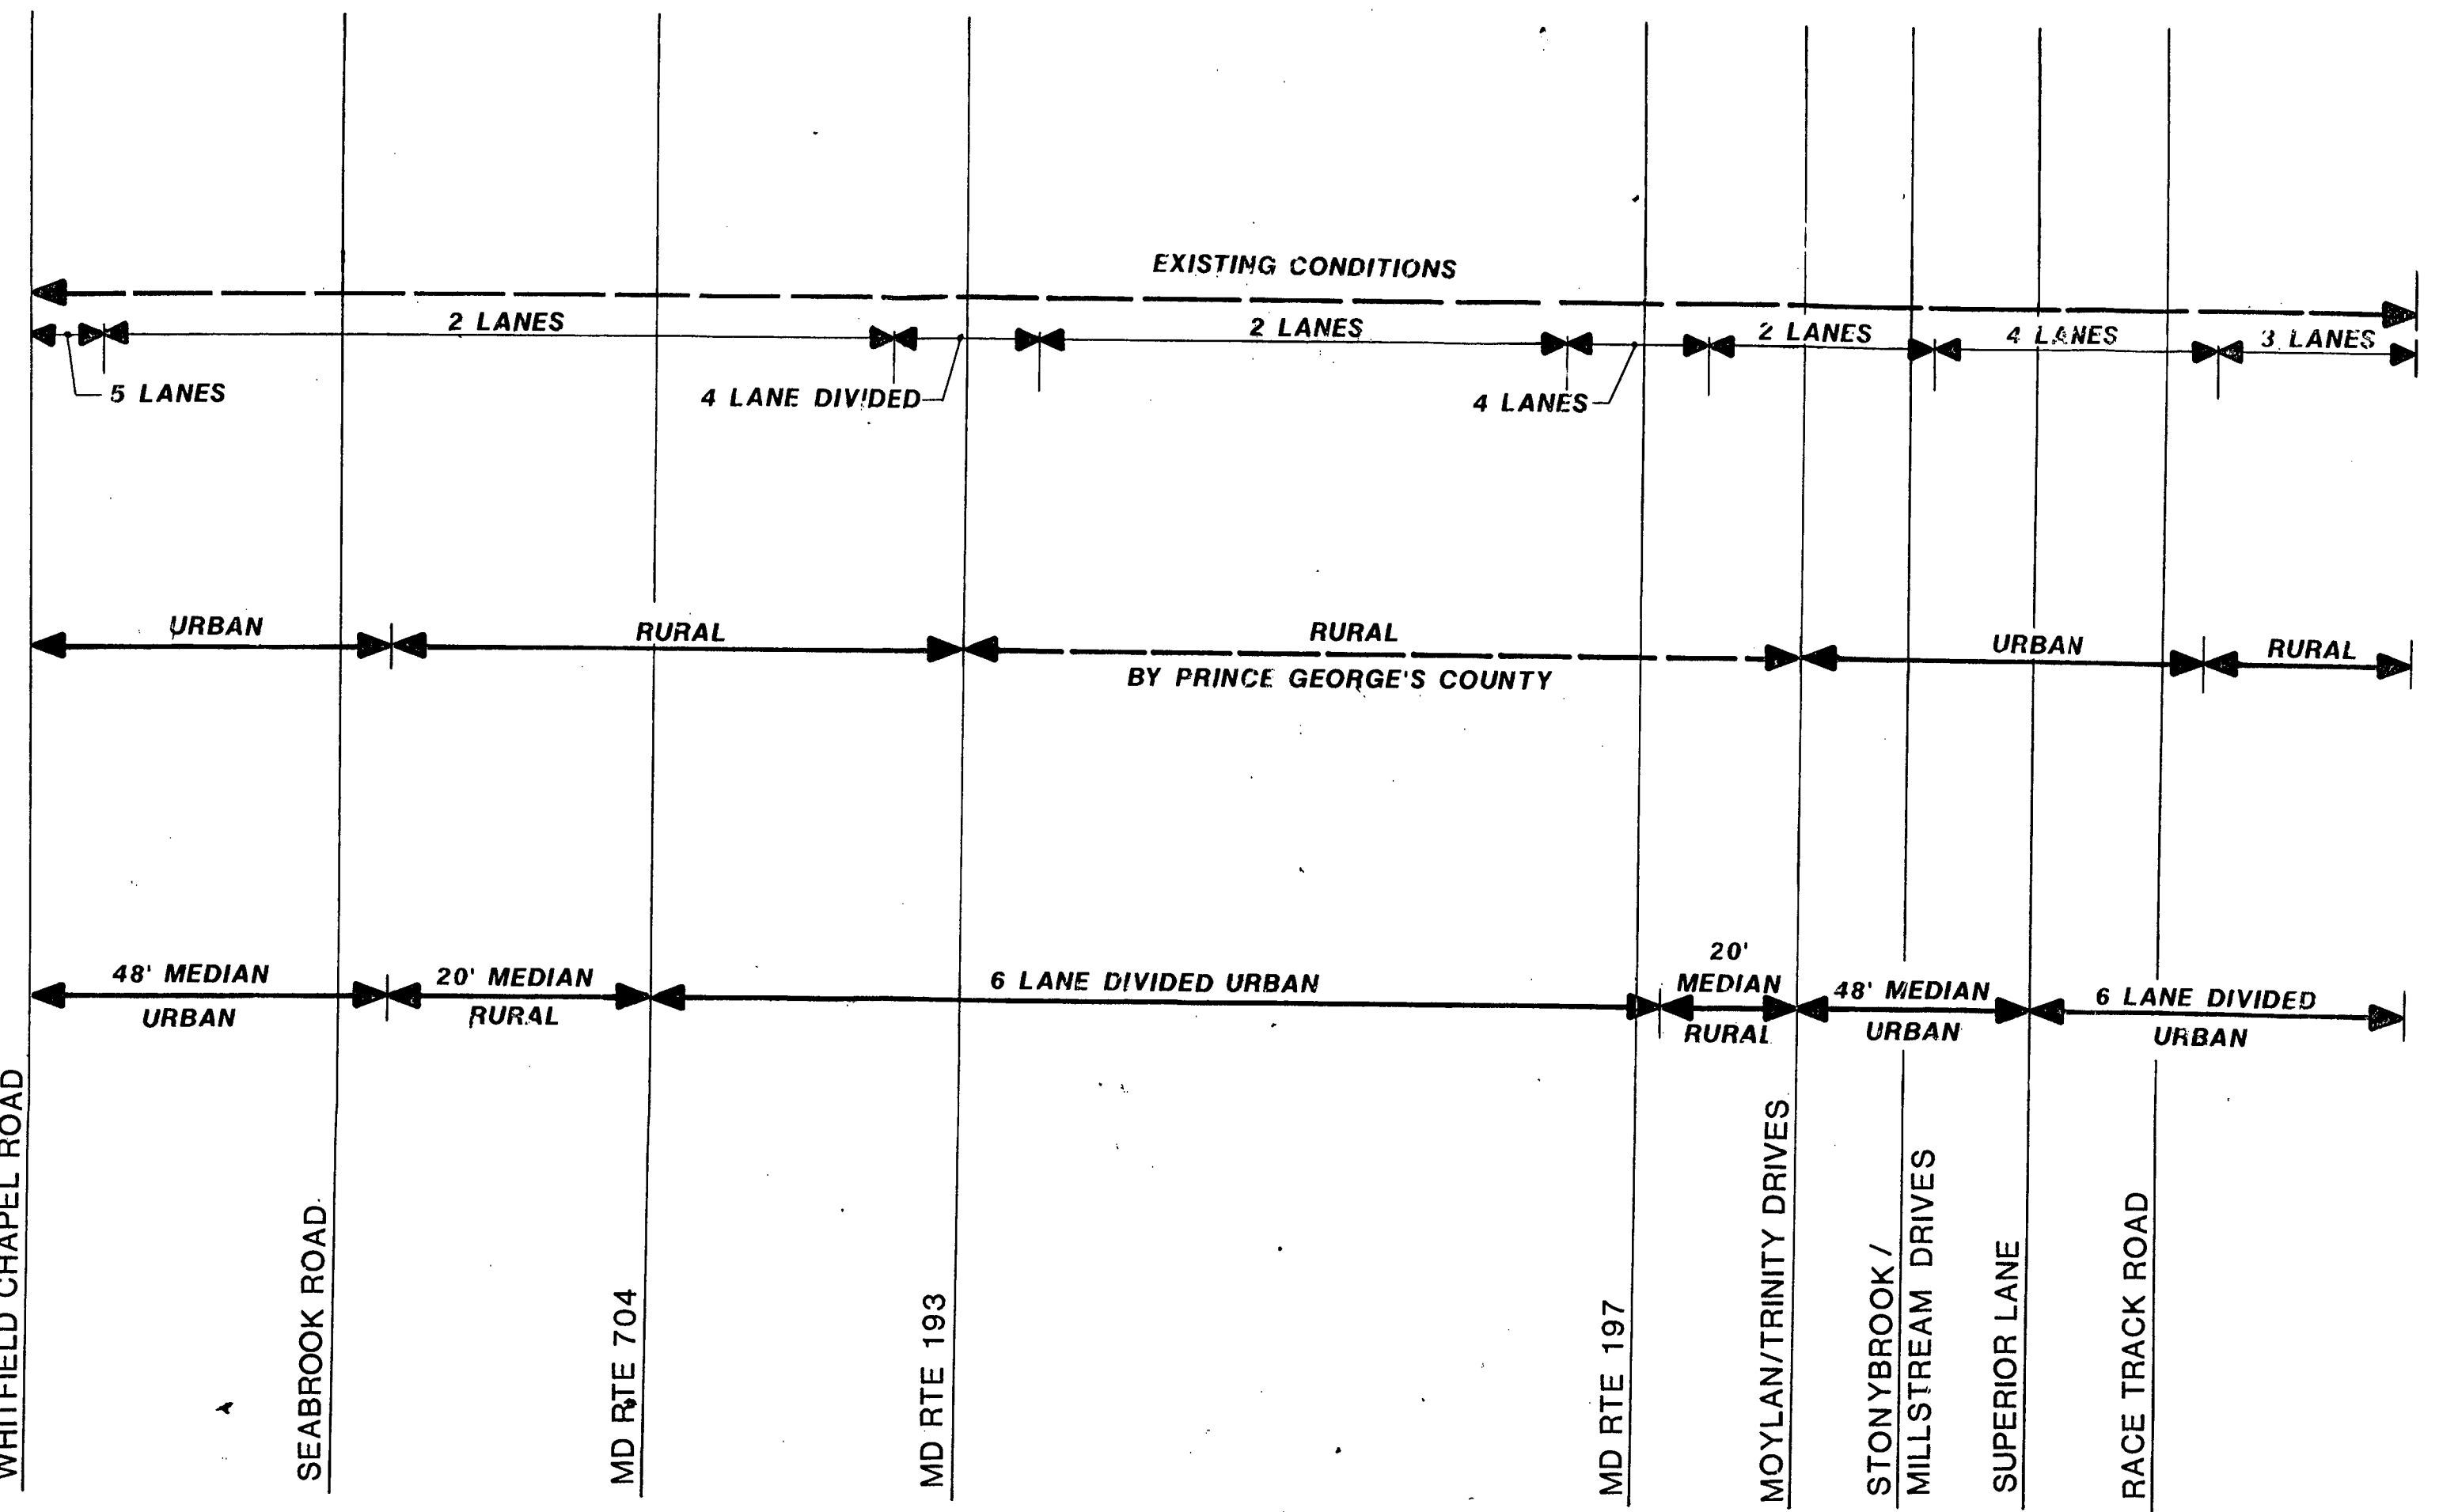 EXISTING CONDITIONS
2 LANES
2 LANES
2 LANES
4 LANES
3 LANES
5 LANES
4 LANE DIVIDED
4 LANES
URBAN
RURAL
RURAL
BY PRINCE GEORGE'S COUNTY
URBAN
RURAL
48' MEDIAN
URBAN
20' MEDIAN
RURAL
6 LANE DIVIDED URBAN
20'
MEDIAN
RURAL
48' MEDIAN
URBAN
6 LANE DIVIDED
URBAN
WHITFIELD CHAPEL ROAD
SEABROOK ROAD
MD RTE 704
MD RTE 193
MD RTE 197
MOYLAN/TRINITY DRIVES
STONYBROOK /
MILLSTREAM DRIVES
SUPERIOR LANE
RACE TRACK ROAD